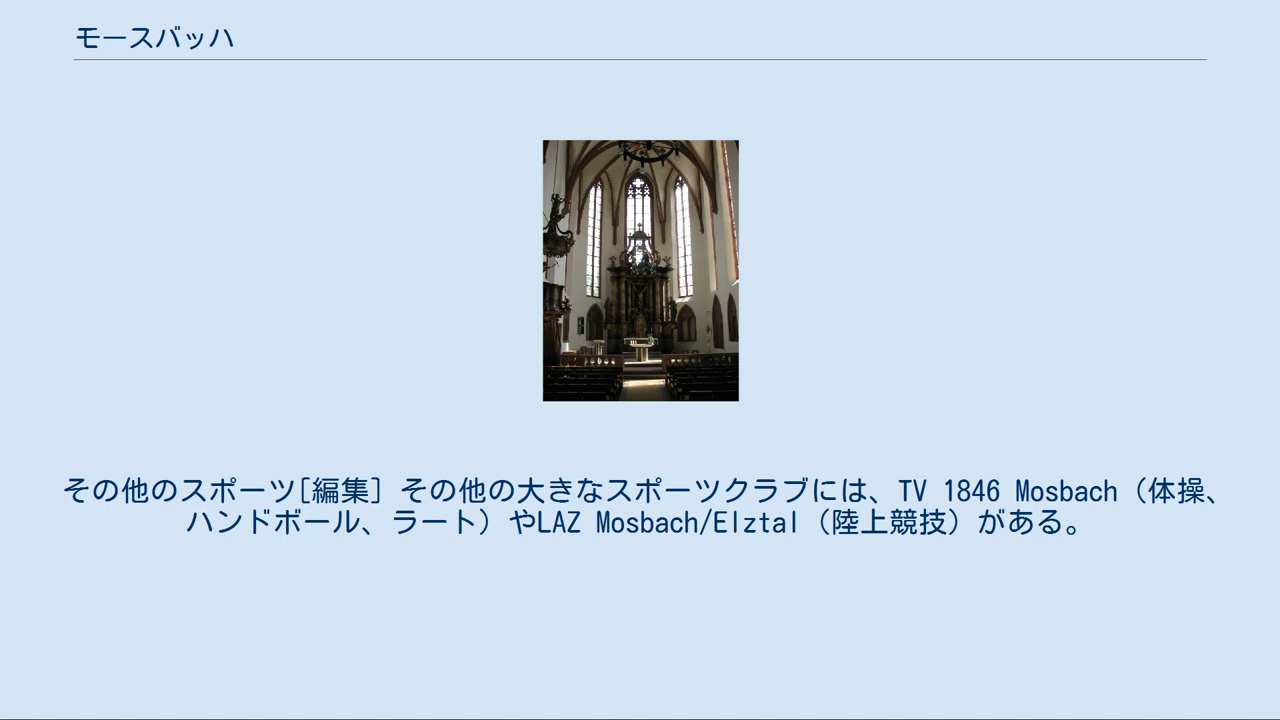 モースバッハ
その他のスポーツ[編集] その他の大きなスポーツクラブには、TV 1846 Mosbach（体操、
ハンドボール、ラート）やLAZ Mosbach/Elztal（陸上競技）がある。